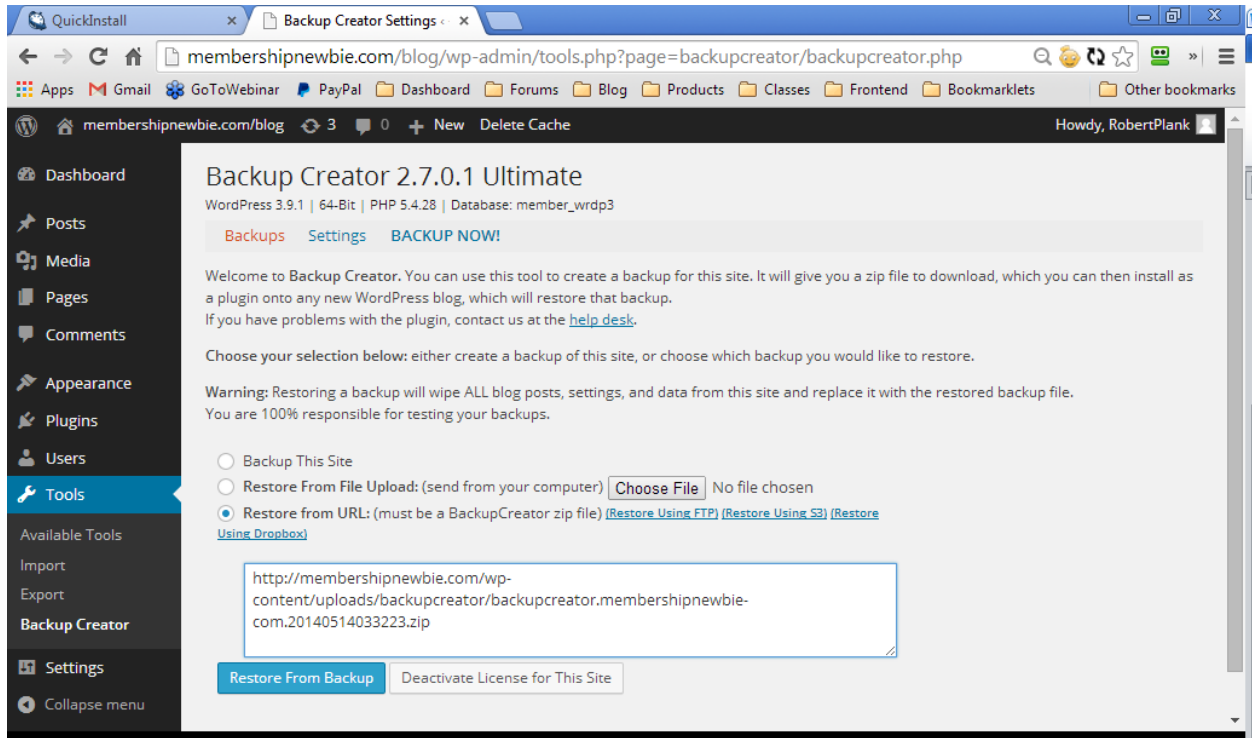 QuickInstall
Backup Creator Settings ‹
membershipnewbie.com/blog/wp-admin/tools.php?page=backupcreator/backupcreator.php
Apps Gmail GoToWebinar PayPal Dashboard Forums Blog Products Classes Frontend Bookmarklets Other bookmarks
membershipnewbie.com/blog 3 0 + New Delete Cache Howdy, RobertPlank
Dashboard
Posts
Media
Pages
Comments
Appearance
Plugins
Users
Tools
Available Tools
Import
Export
Backup Creator
Settings
Collapse menu
Backup Creator 2.7.0.1 Ultimate
WordPress 3.9.1 | 64-Bit | PHP 5.4.28 | Database: member_wrdp3
Backups Settings BACKUP NOW!
Welcome to Backup Creator. You can use this tool to create a backup for this site. It will give you a zip file to download, which you can then install as
a plugin onto any new WordPress blog, which will restore that backup.
If you have problems with the plugin, contact us at the help desk.
Choose your selection below: either create a backup of this site, or choose which backup you would like to restore.
Warning: Restoring a backup will wipe ALL blog posts, settings, and data from this site and replace it with the restored backup file.
You are 100% responsible for testing your backups.
Backup This Site
Restore From File Upload: (send from your computer) Choose File No file chosen
Restore from URL: (must be a BackupCreator zip file) (Restore Using FTP) (Restore Using S3) (Restore
Using Dropbox)
http://membershipnewbie.com/wp-
content/uploads/backupcreator/backupcreator.membershipnewbie-
com.20140514033223.zip
Restore From Backup Deactivate License for This Site